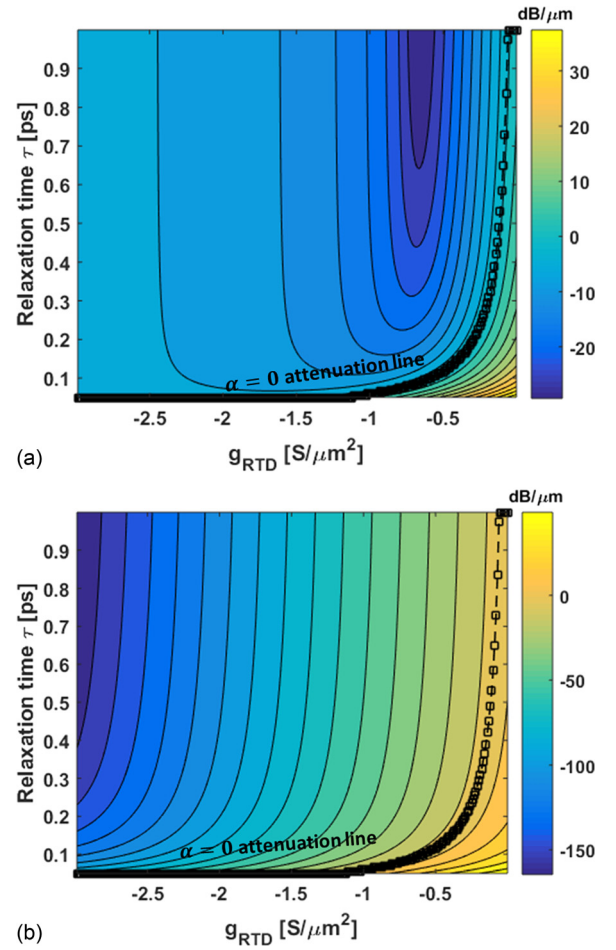 dB/μm
0.9
0.8
0.7
0.6
0.5
0.4
0.3
0.2
0.1
Relaxation time τ [ps]
30
20
10
0
-10
-20
α = 0 attenuation line
-2.5 -2 -1.5 -1 -0.5
(a)
g_RTD [S/μm²]
dB/μm
0.9
0.8
0.7
0.6
0.5
0.4
0.3
0.2
0.1
Relaxation time τ [ps]
0
-50
-100
-150
α = 0 attenuation line
-2.5 -2 -1.5 -1 -0.5
(b)
g_RTD [S/μm²]